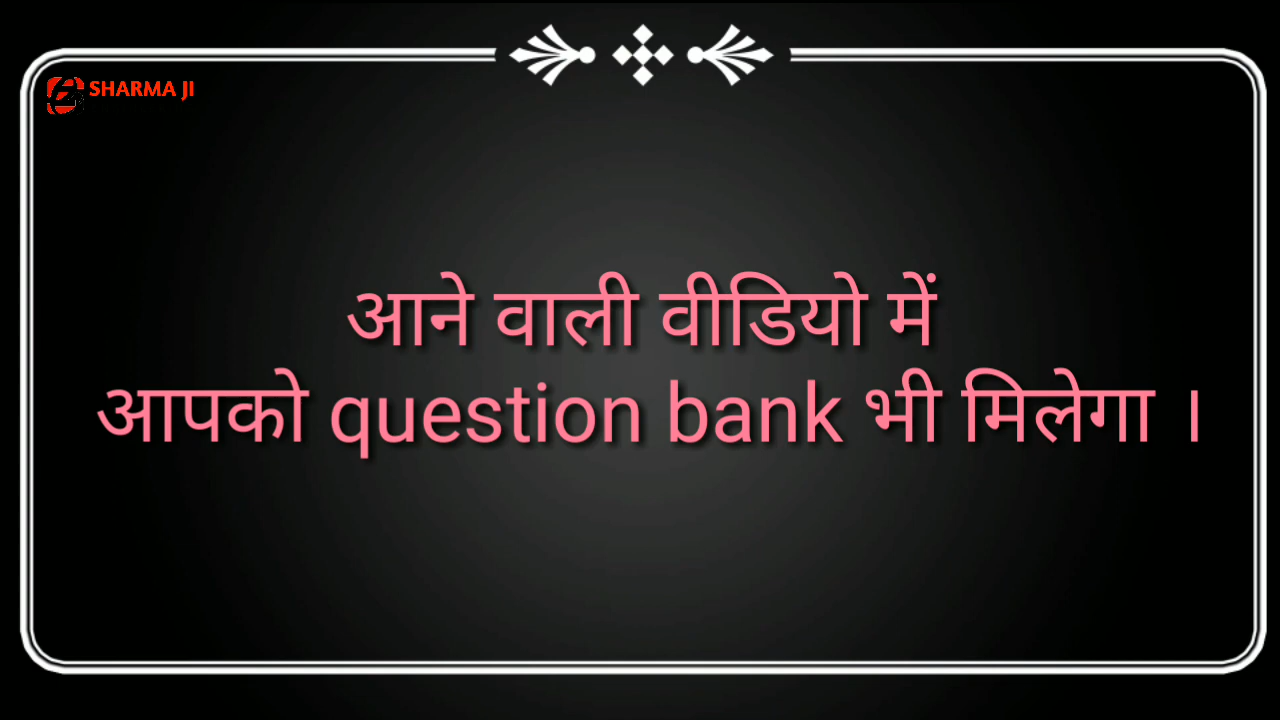 SHARMA JI
आने वाली वीडियो में
आपको question bank भी मिलेगा ।